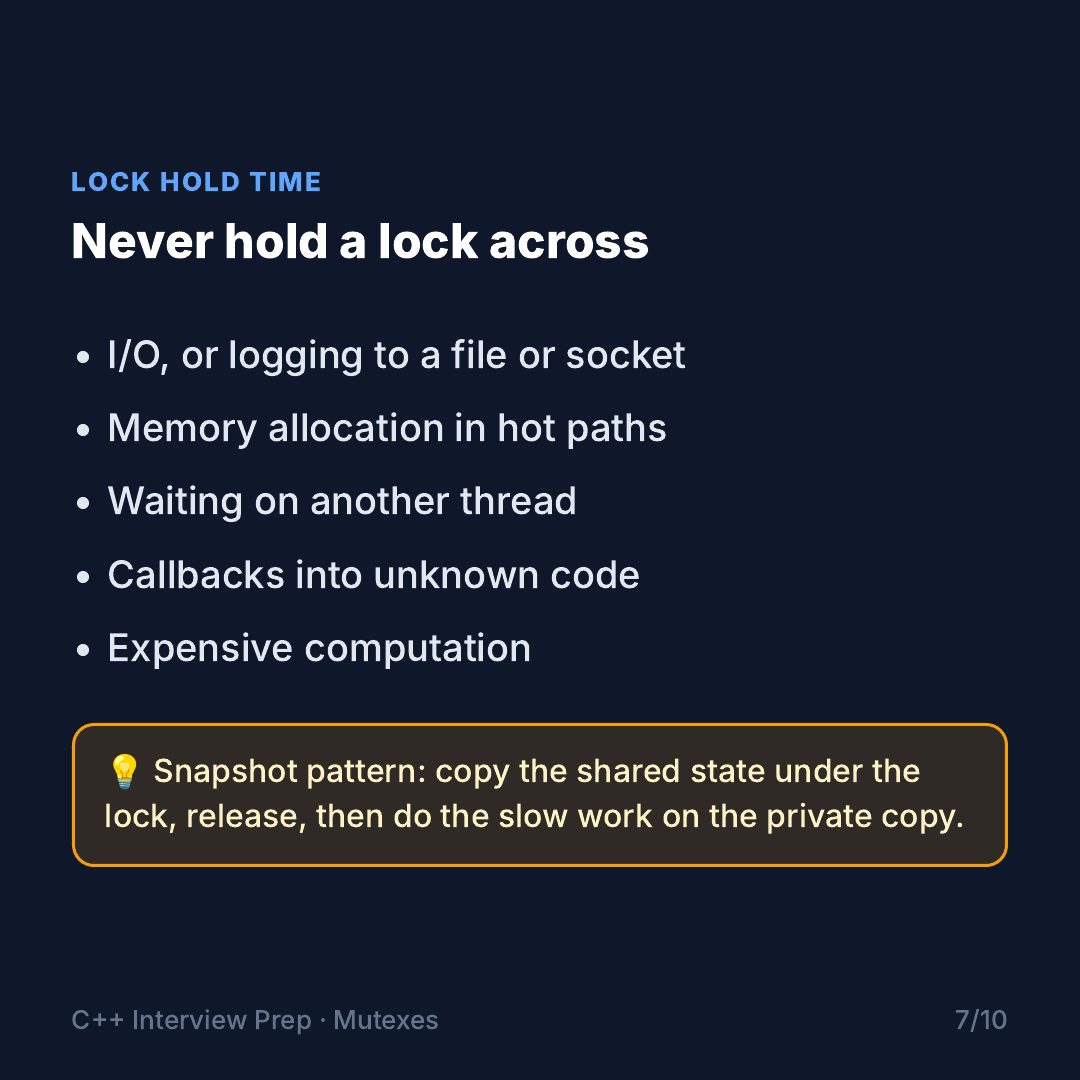 LOCK HOLD TIME
Never hold a lock across
• I/O, or logging to a file or socket
• Memory allocation in hot paths
• Waiting on another thread
• Callbacks into unknown code
• Expensive computation
💡 Snapshot pattern: copy the shared state under the
lock, release, then do the slow work on the private copy.
C++ Interview Prep · Mutexes
7/10